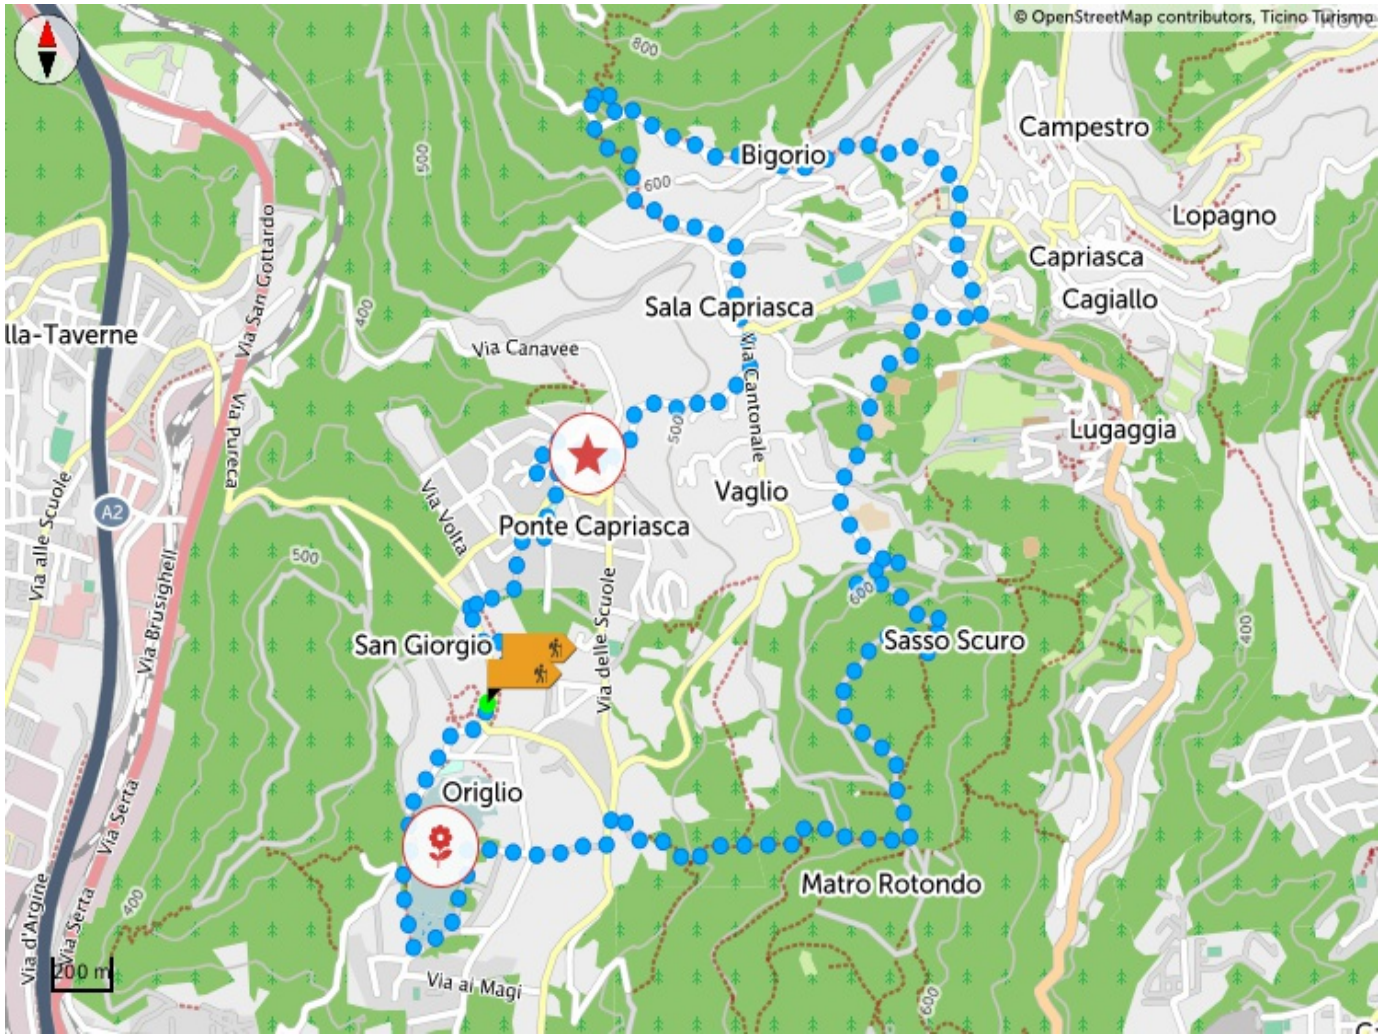 © OpenStreetMap contributors, Ticino Turismo
800
Campestro
Bigorio
600
600
Lopagno
Via San Gottardo
Capriasca
Cagiallo
Sala Capriasca
400
lla-Taverne
Via Canavee
Via Cantonale
Via Pureca
500
Lugaggia
Via alle Scuole
Vaglio
A2
Via Volta
Ponte Capriasca
500
Via Brusighell
600
Via delle Scuole
San Giorgio
Sasso Scuro
400
Origlio
Via Serta
Matro Rotondo
400
Via Serta
Via d'Argine
200 m
Via ai Magi
600